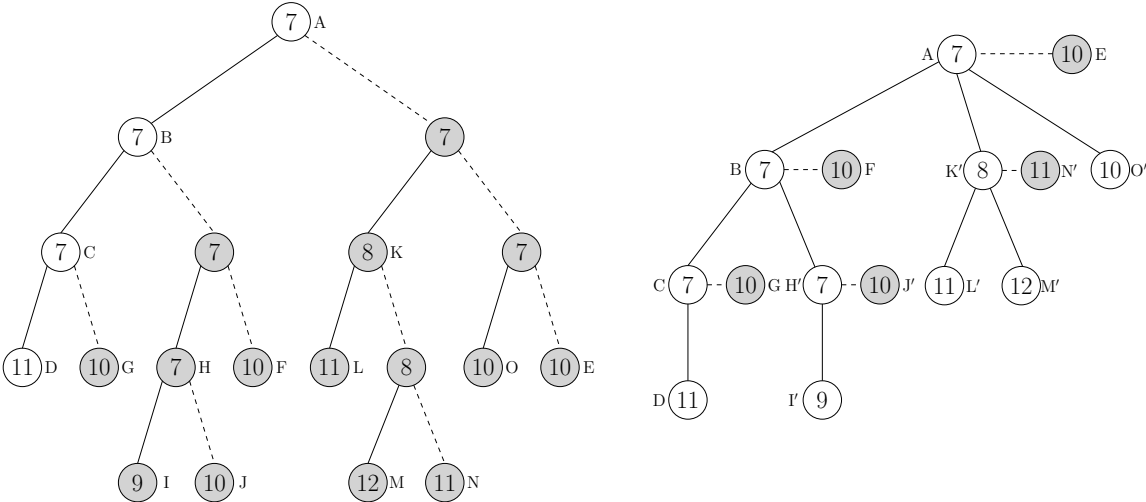 7 A
7 B
7
7 C
7
8 K
7
11 D
10 G
7 H
10 F
11 L
8
10 O
10 E
9 I
10 J
12 M
11 N
A 7
10 E
B 7
10 F
K′ 8
11 N′
10 O′
C 7
10 G
H′ 7
10 J′
11 L′
12 M′
D 11
I′ 9